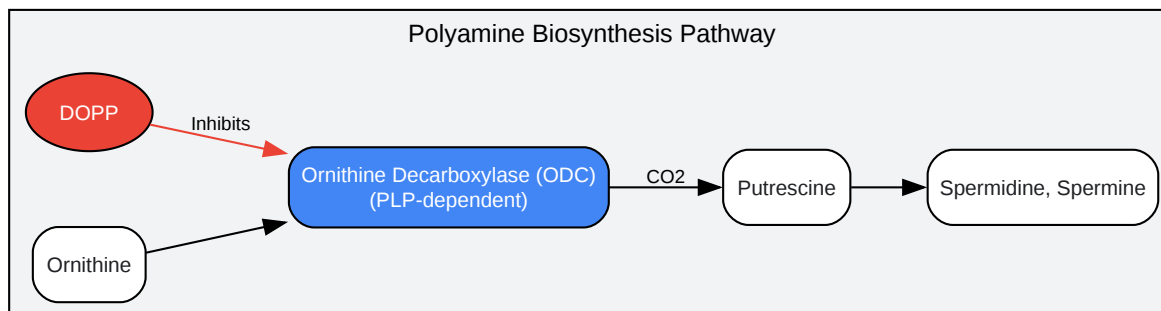 Polyamine Biosynthesis Pathway
DOPP
Inhibits
Ornithine Decarboxylase (ODC)
(PLP-dependent)
CO2
Putrescine
Spermidine, Spermine
Ornithine